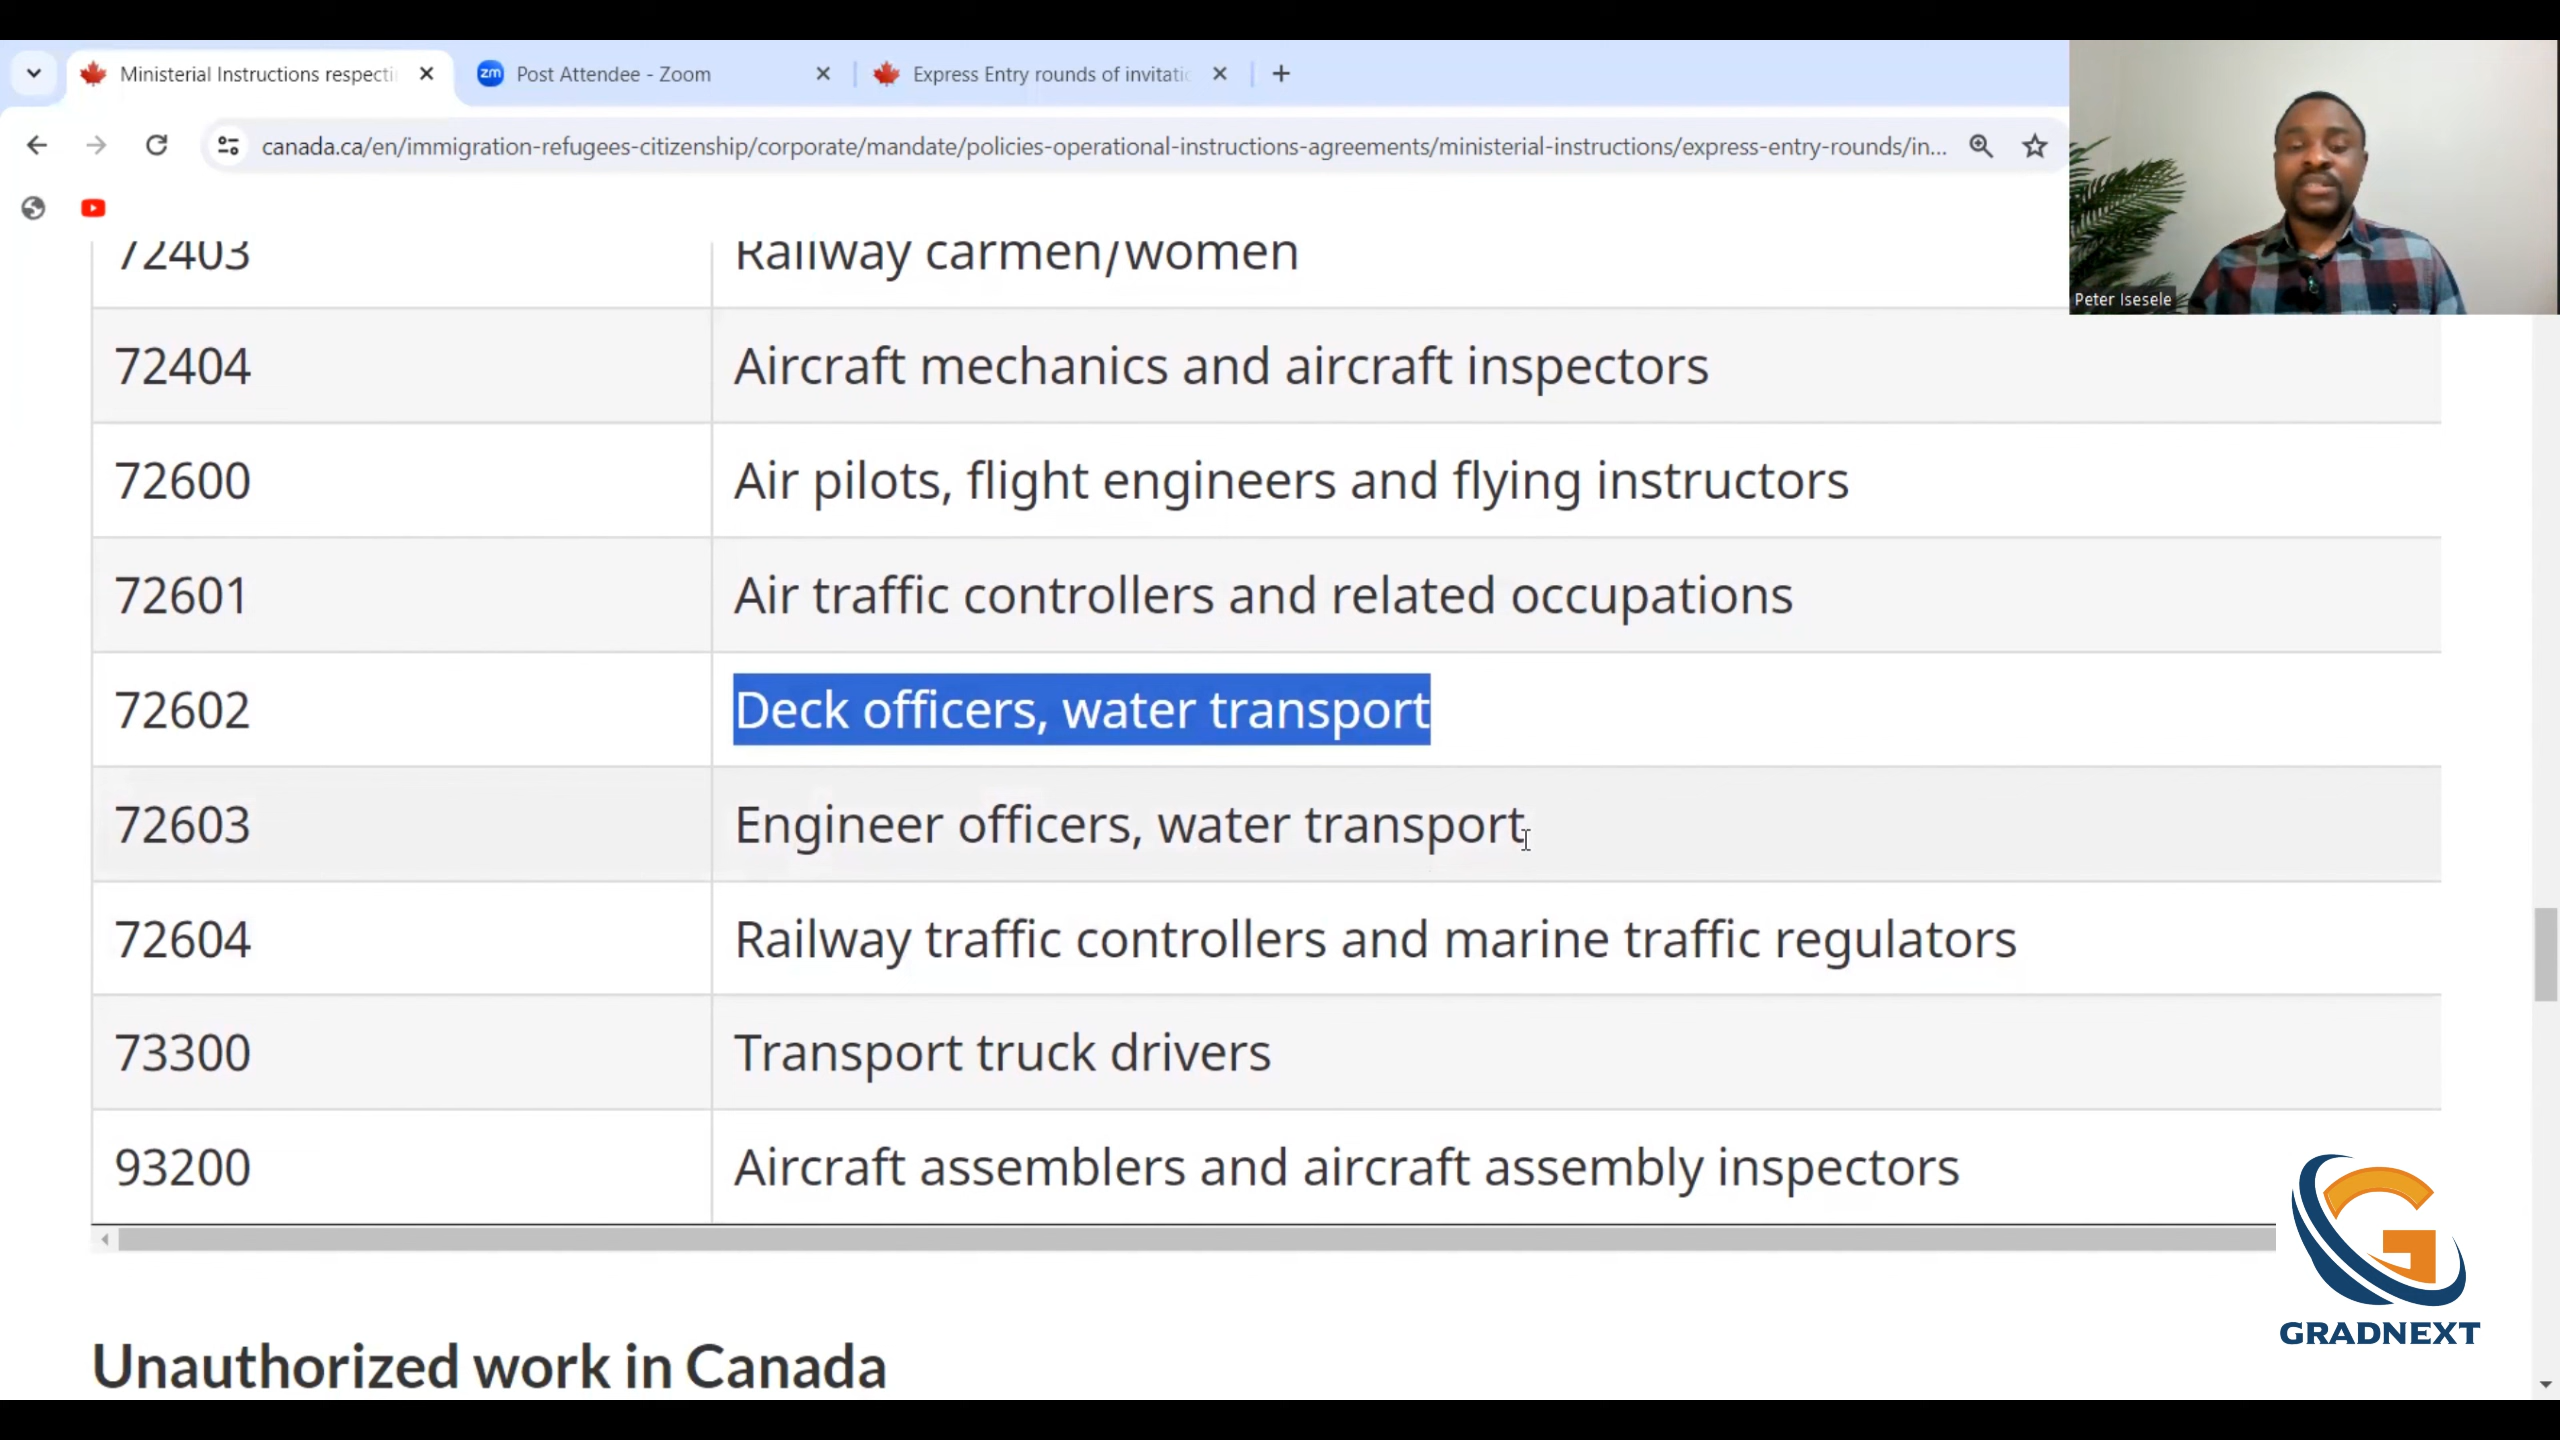 Ministerial Instructions respecti
Post Attendee - Zoom
Express Entry rounds of invitati
canada.ca/en/immigration-refugees-citizenship/corporate/mandate/policies-operational-instructions-agreements/ministerial-instructions/express-entry-rounds/in...
Peter Isesele
72403 Railway carmen/women
72404 Aircraft mechanics and aircraft inspectors
72600 Air pilots, flight engineers and flying instructors
72601 Air traffic controllers and related occupations
72602 Deck officers, water transport
72603 Engineer officers, water transport
72604 Railway traffic controllers and marine traffic regulators
73300 Transport truck drivers
93200 Aircraft assemblers and aircraft assembly inspectors
GRADNEXT
Unauthorized work in Canada